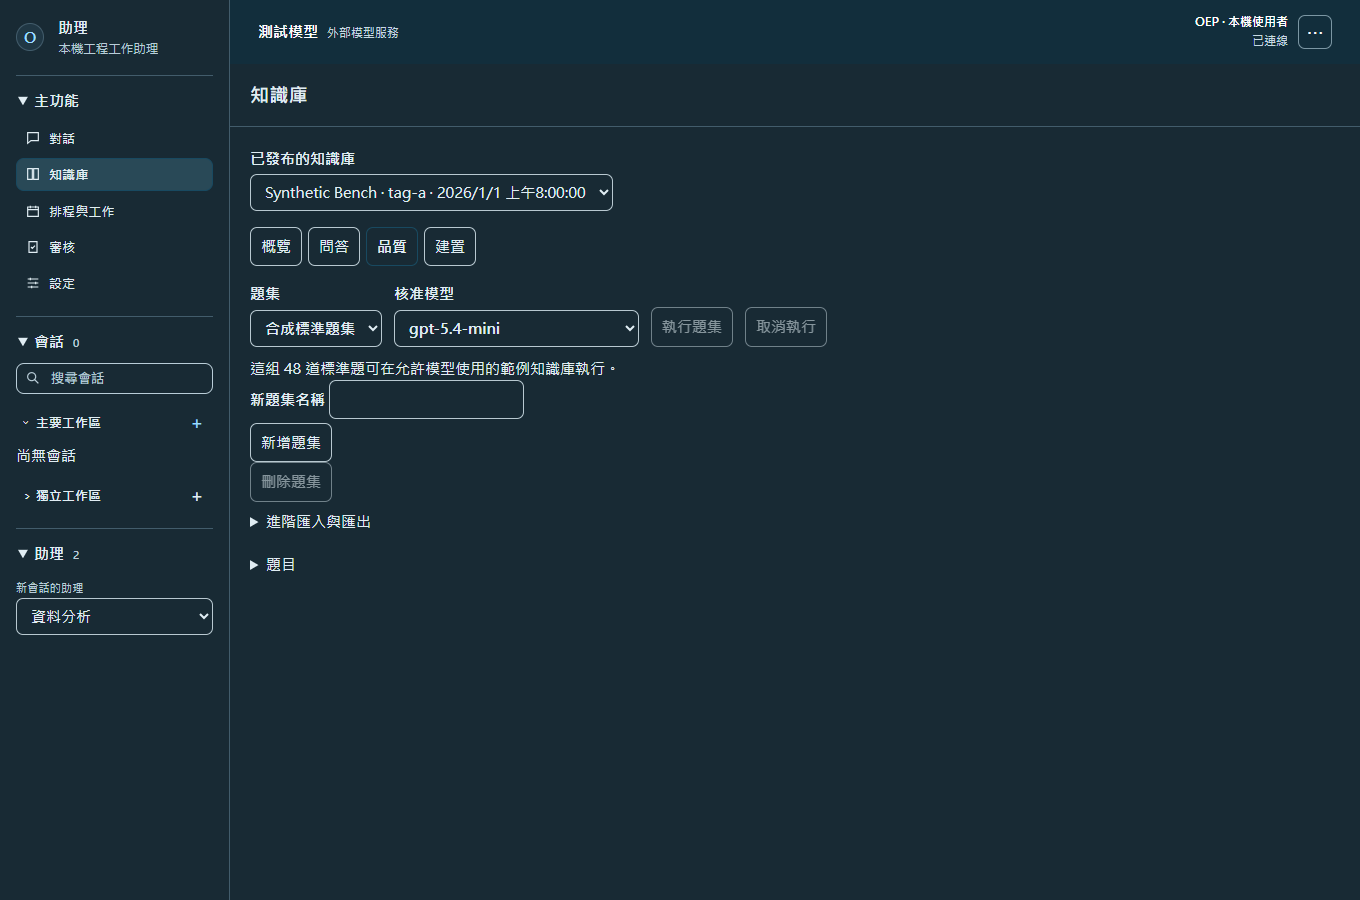 O
助理
本機工程工作助理
主功能
對話
知識庫
排程與工作
審核
設定
會話 0
搜尋會話
主要工作區 +
尚無會話
獨立工作區 +
助理 2
新會話的助理
資料分析
測試模型 外部模型服務
OEP · 本機使用者
已連線
...
知識庫
已發布的知識庫
Synthetic Bench · tag-a · 2026/1/1 上午8:00:00
概覽 問答 品質 建置
題集 核准模型
合成標準題集 gpt-5.4-mini 執行題集 取消執行
這組 48 道標準題可在允許模型使用的範例知識庫執行。
新題集名稱
新增題集
刪除題集
進階匯入與匯出
題目